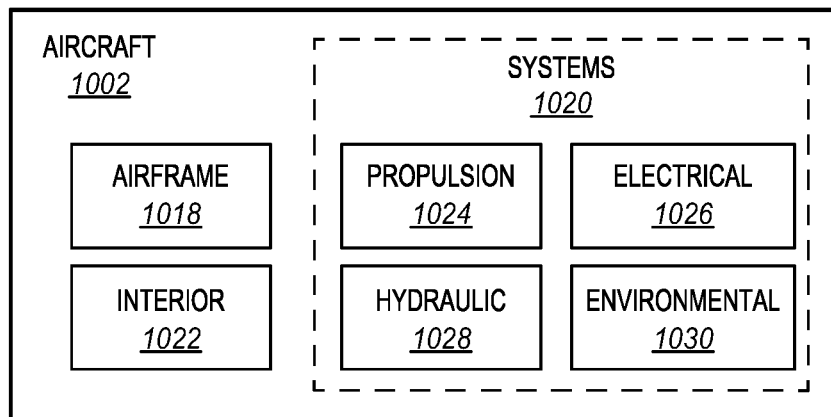 AIRCRAFT
1002
SYSTEMS
1020
AIRFRAME
1018
PROPULSION
1024
ELECTRICAL
1026
INTERIOR
1022
HYDRAULIC
1028
ENVIRONMENTAL
1030